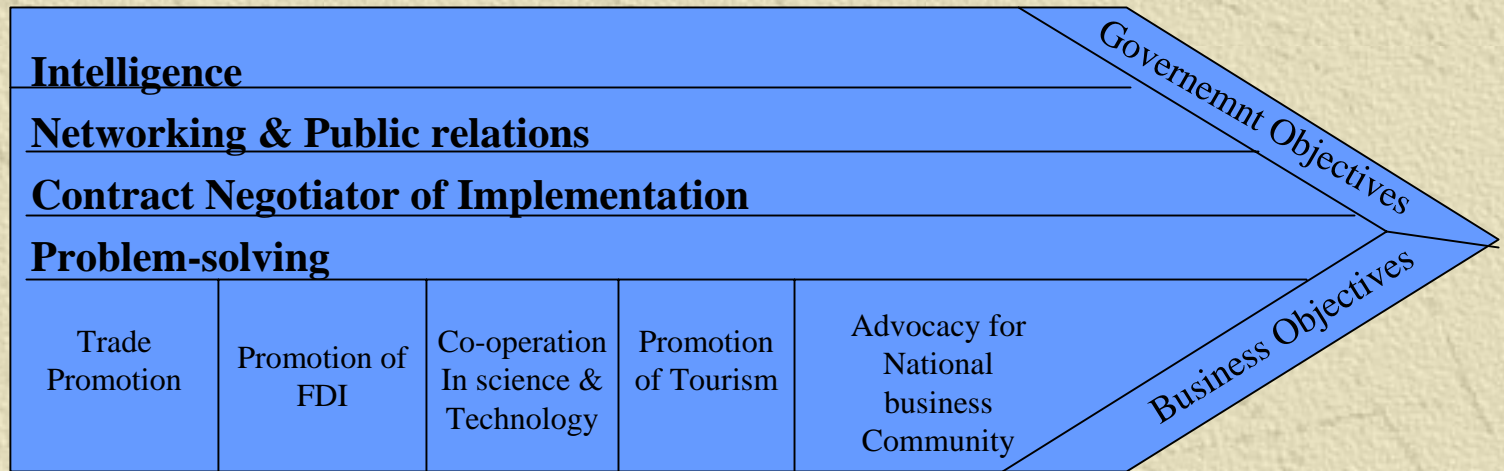 Intelligence
Networking & Public relations
Contract Negotiator of Implementation
Problem-solving
Trade
Promotion
Promotion of
FDI
Co-operation
In science &
Technology
Promotion
of Tourism
Advocacy for
National
business
Community
Governemnt Objectives
Business Objectives